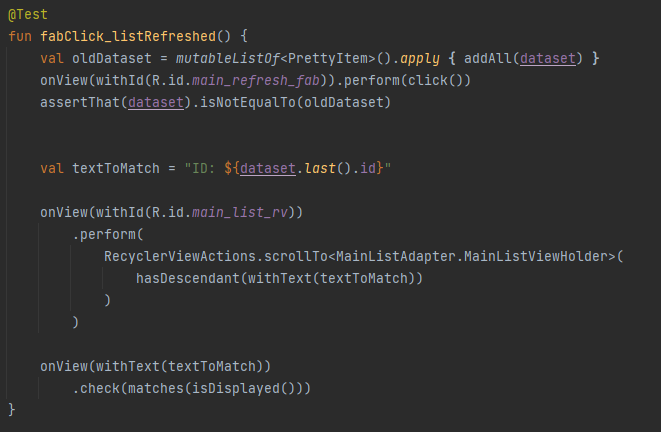 @Test
fun fabClick_listRefreshed() {
    val oldDataset = mutableListOf<PrettyItem>().apply { addAll(dataset) }
    onView(withId(R.id.main_refresh_fab)).perform(click())
    assertThat(dataset).isNotEqualTo(oldDataset)
    val textToMatch = "ID: ${dataset.last().id}"
    onView(withId(R.id.main_list_rv))
        .perform(
            RecyclerViewActions.scrollTo<MainListAdapter.MainListViewHolder>(
                hasDescendant(withText(textToMatch))
            )
        )
    onView(withText(textToMatch))
        .check(matches(isDisplayed()))
}